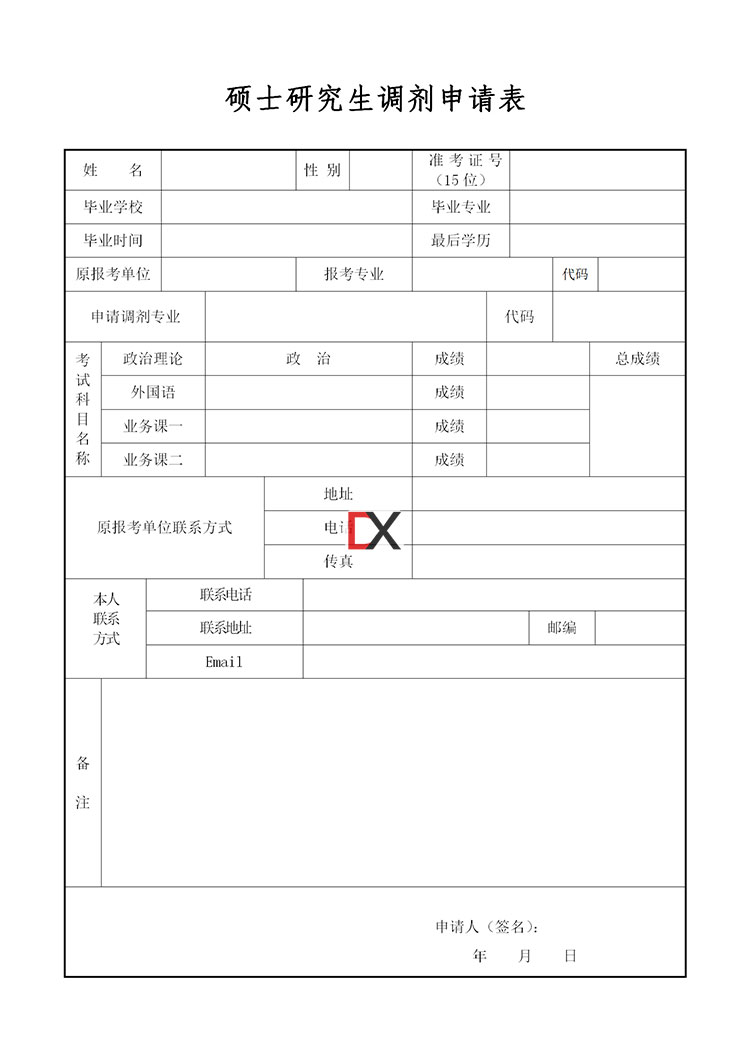 硕士研究生调剂申请表
姓 名 性 别 准考证号
（15位）
毕业学校 毕业专业
毕业时间 最后学历
原报考单位 报考专业 代码
申请调剂专业 代码
考试科目名称
政治理论 政 治 成绩 总成绩
外国语 成绩
业务课一 成绩
业务课二 成绩
原报考单位联系方式
地址
电话
传真
本人
联系
方式
联系电话
联系地址 邮编
Email
备
注
申请人（签名）：
年 月 日
DX